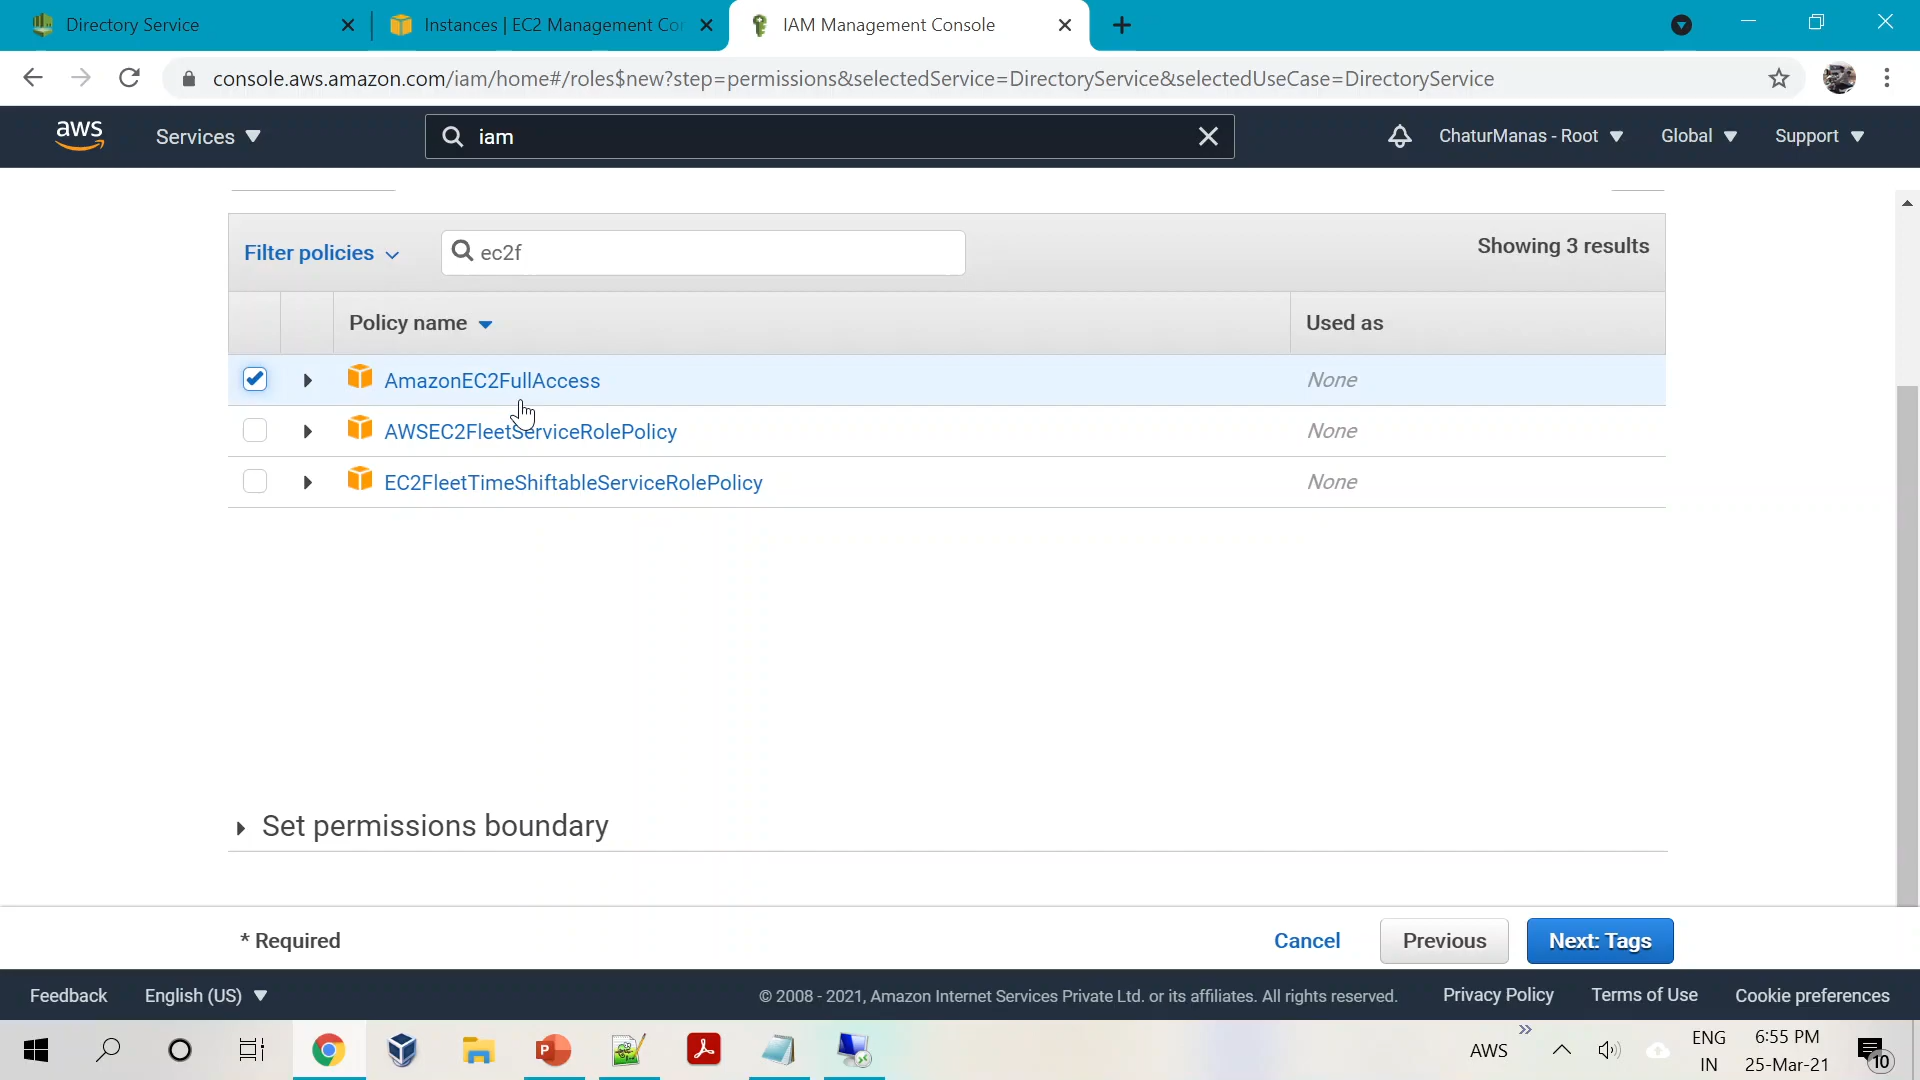 Directory Service
Instances | EC2 Management Co
IAM Management Console
console.aws.amazon.com/iam/home#/roles$new?step=permissions&selectedService=DirectoryService&selectedUseCase=DirectoryService
aws
Services
iam
ChaturManas - Root
Global
Support
Filter policies
ec2f
Showing 3 results
Policy name
Used as
AmazonEC2FullAccess
None
AWSEC2FleetServiceRolePolicy
None
EC2FleetTimeShiftableServiceRolePolicy
None
Set permissions boundary
* Required
Cancel
Previous
Next: Tags
Feedback
English (US)
© 2008 - 2021, Amazon Internet Services Private Ltd. or its affiliates. All rights reserved.
Privacy Policy
Terms of Use
Cookie preferences
AWS
ENG
IN
6:55 PM
25-Mar-21
10